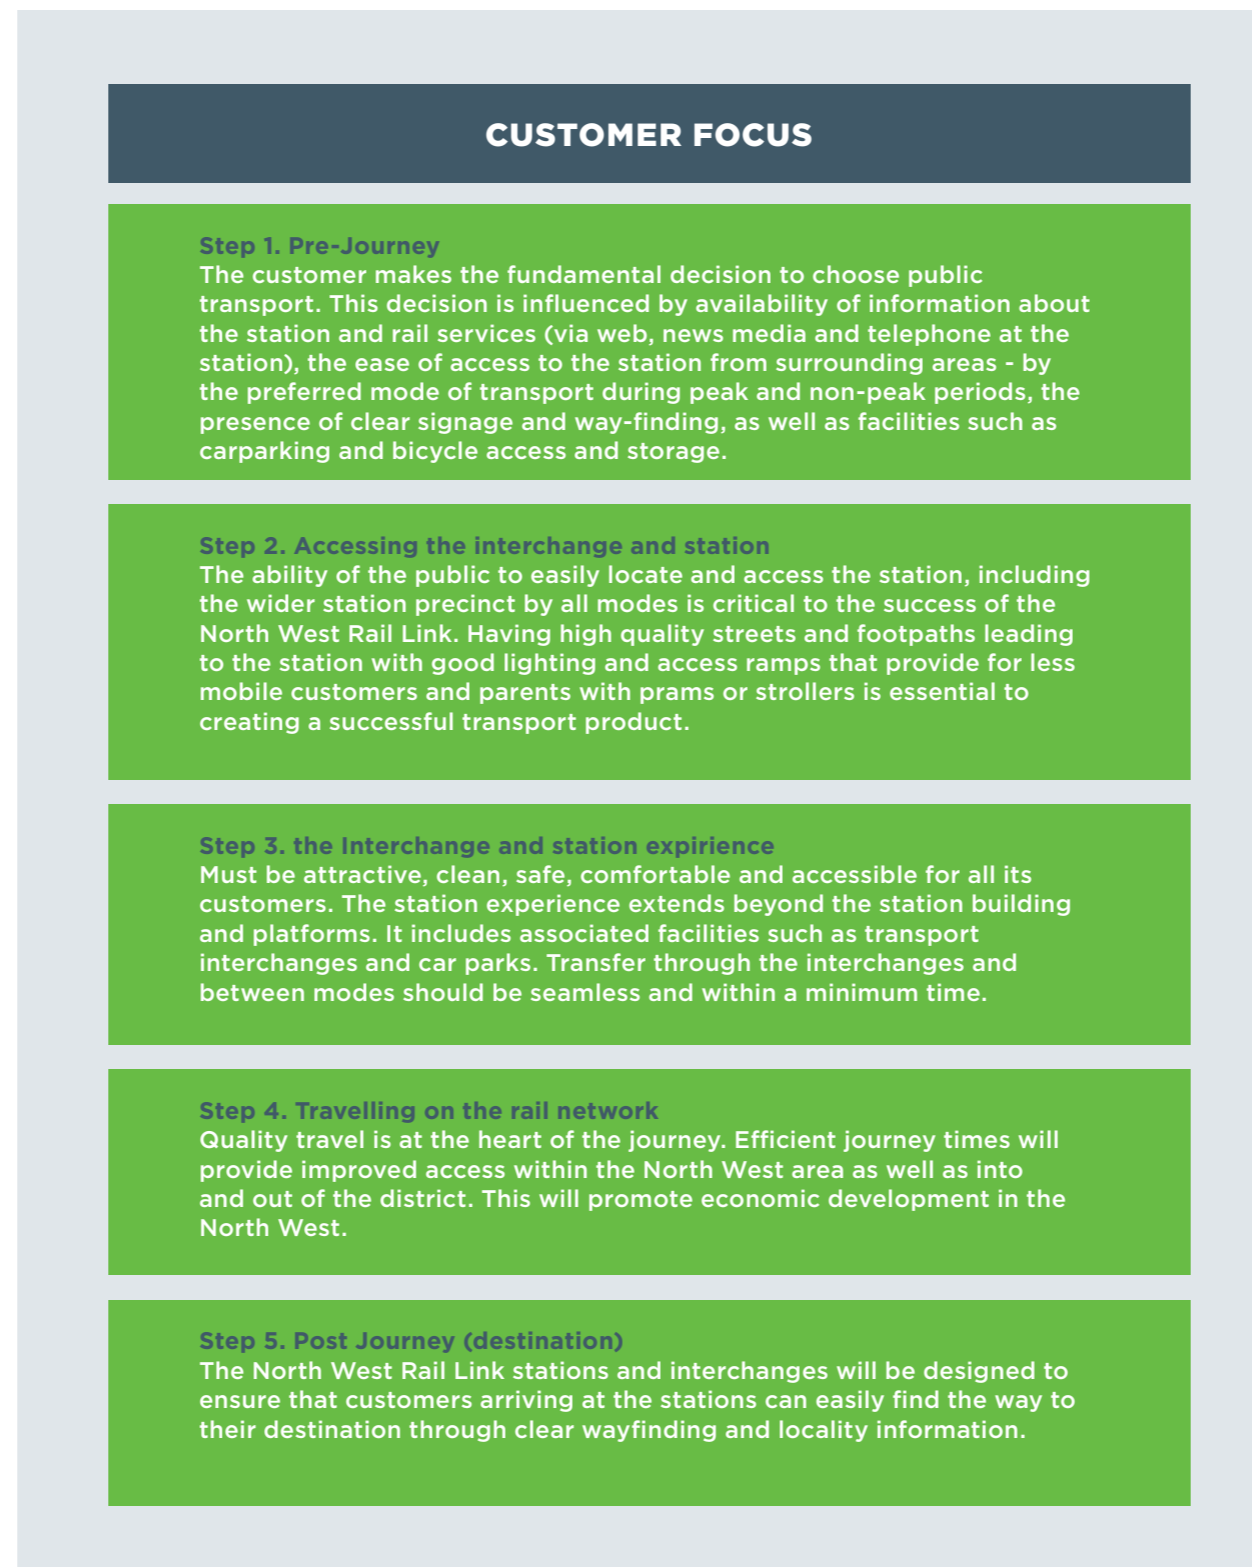 CUSTOMER FOCUS
Step 1. Pre-Journey
The customer makes the fundamental decision to choose public
transport. This decision is influenced by availability of information about
the station and rail services (via web, news media and telephone at the
station), the ease of access to the station from surrounding areas - by
the preferred mode of transport during peak and non-peak periods, the
presence of clear signage and way-finding, as well as facilities such as
carparking and bicycle access and storage.
Step 2. Accessing the interchange and station
The ability of the public to easily locate and access the station, including
the wider station precinct by all modes is critical to the success of the
North West Rail Link. Having high quality streets and footpaths leading
to the station with good lighting and access ramps that provide for less
mobile customers and parents with prams or strollers is essential to
creating a successful transport product.
Step 3. the Interchange and station expirience
Must be attractive, clean, safe, comfortable and accessible for all its
customers. The station experience extends beyond the station building
and platforms. It includes associated facilities such as transport
interchanges and car parks. Transfer through the interchanges and
between modes should be seamless and within a minimum time.
Step 4. Travelling on the rail network
Quality travel is at the heart of the journey. Efficient journey times will
provide improved access within the North West area as well as into
and out of the district. This will promote economic development in the
North West.
Step 5. Post Journey (destination)
The North West Rail Link stations and interchanges will be designed to
ensure that customers arriving at the stations can easily find the way to
their destination through clear wayfinding and locality information.